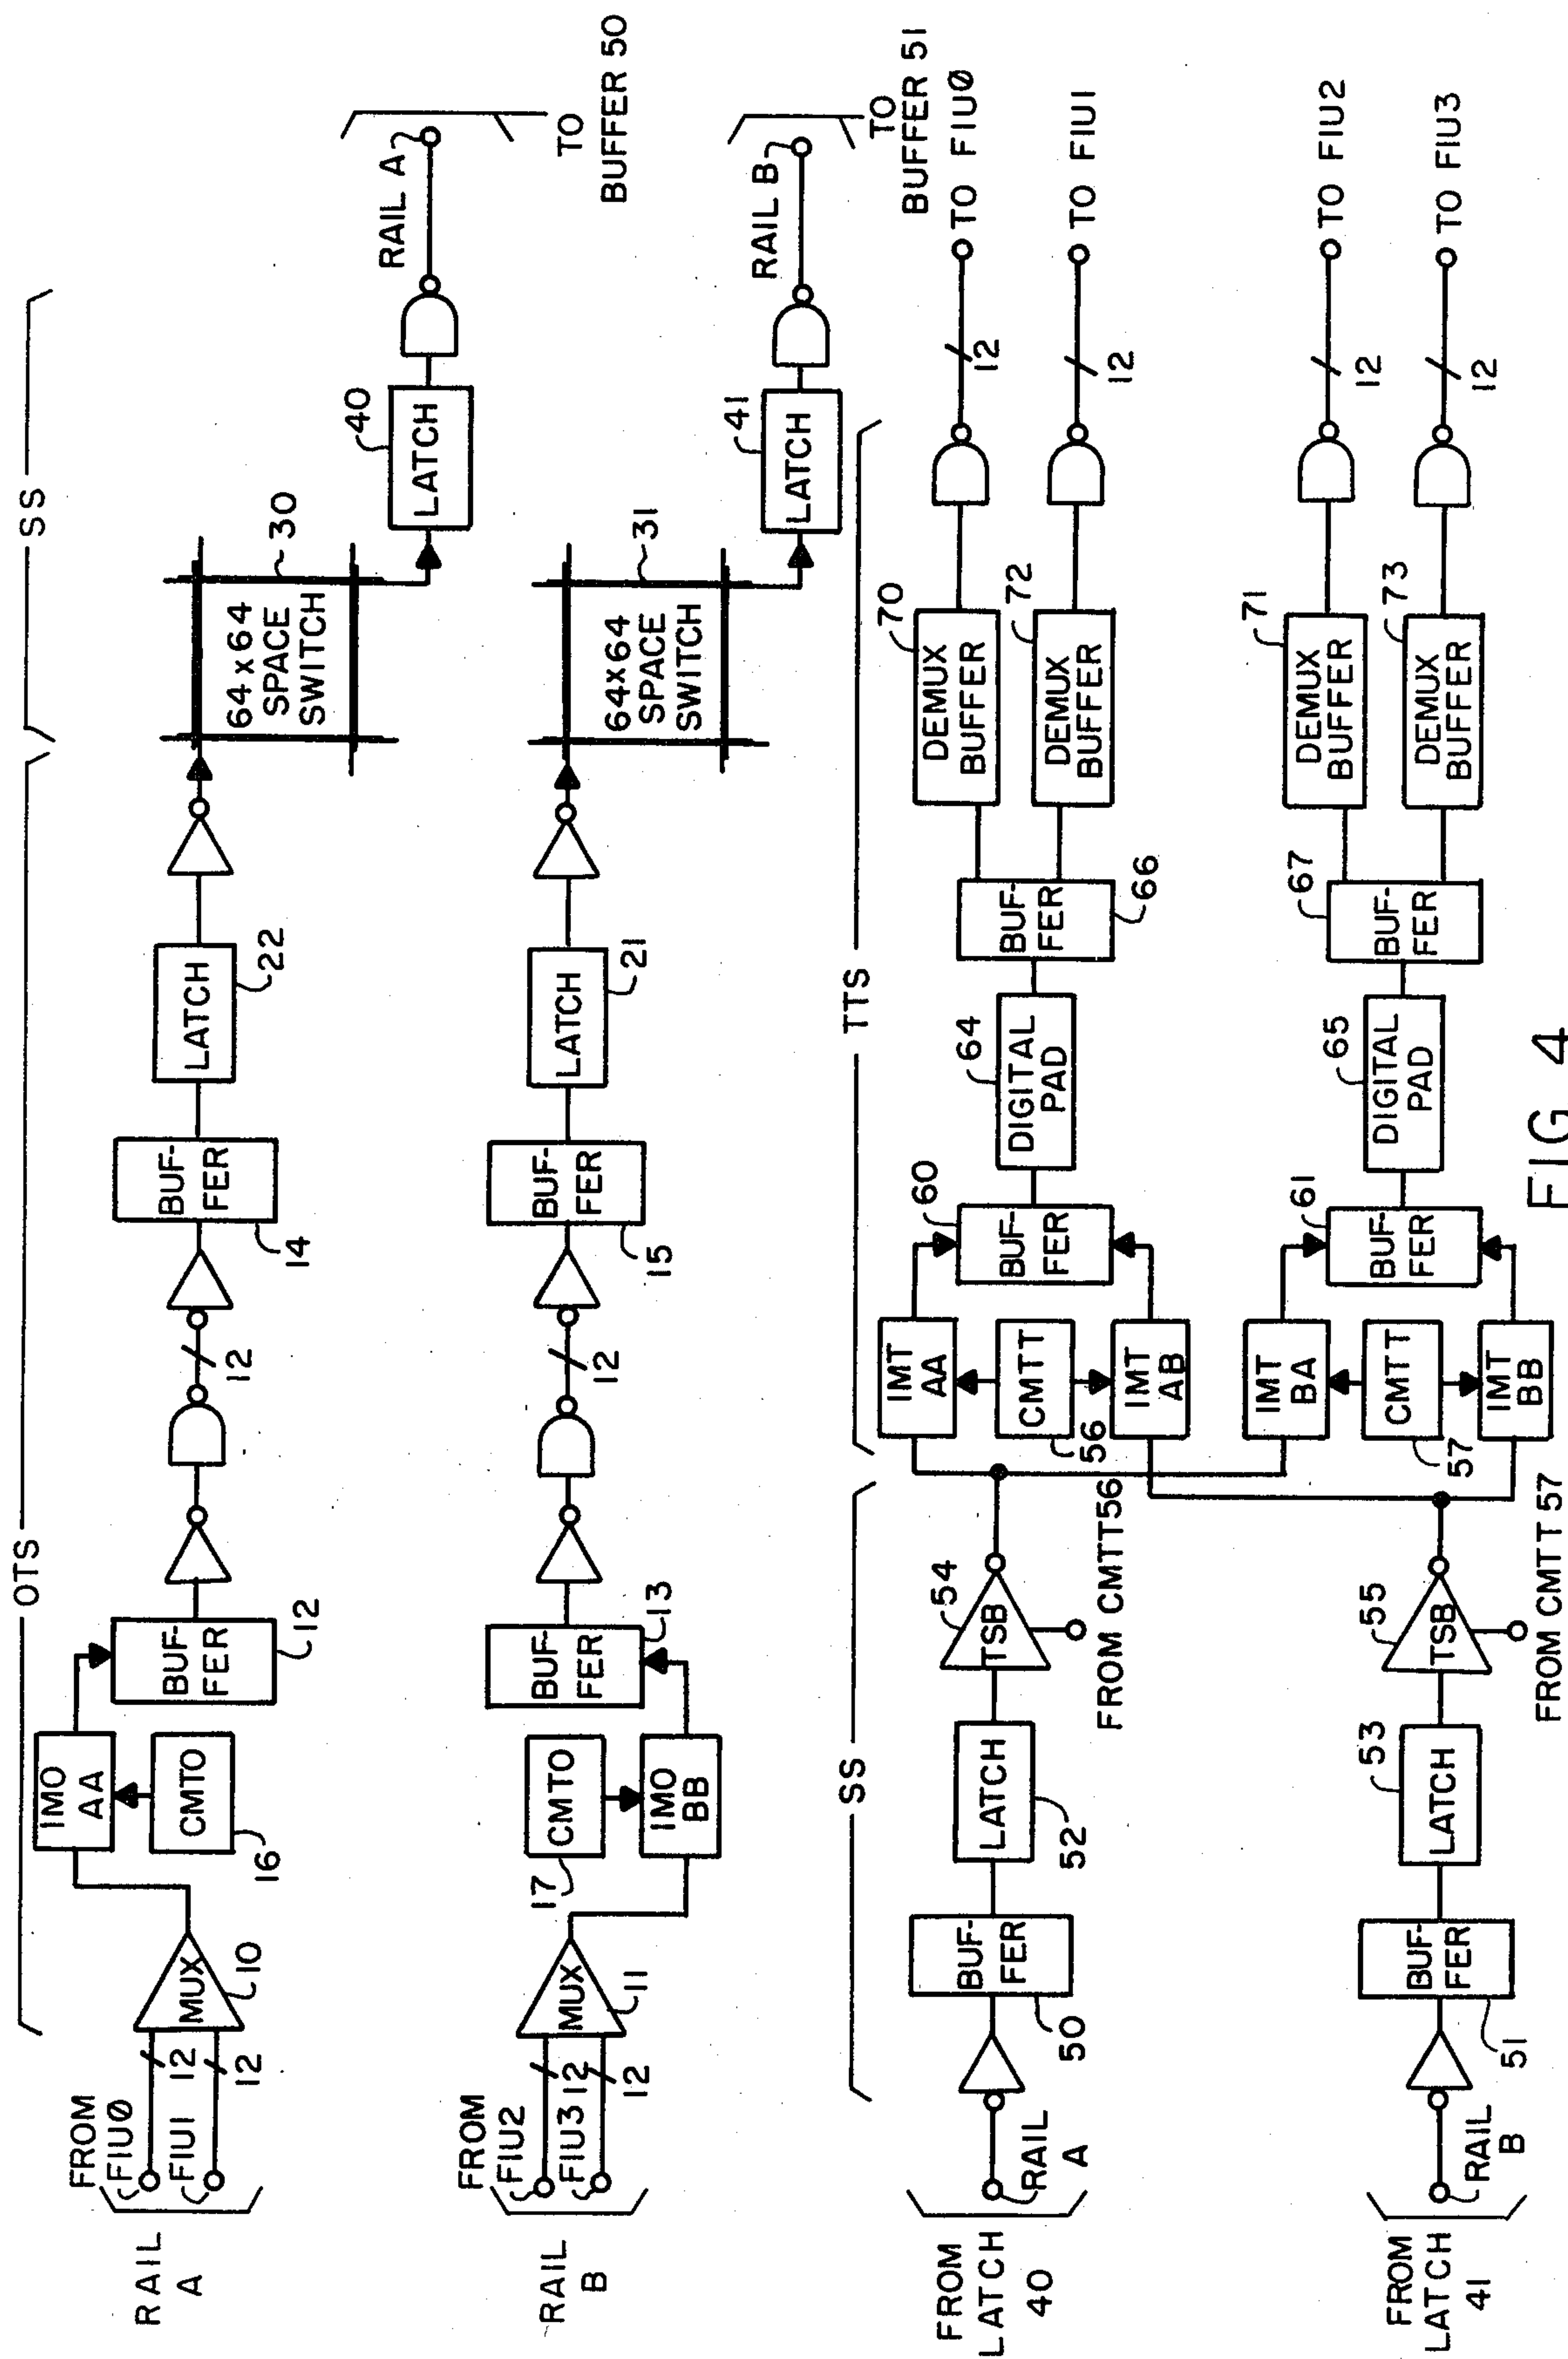 OTS
SS
RAIL
A
FROM
FIU0
FIU1
12
12
MUX
10
IMO
AA
CMTO
16
BUF-
FER
12
12
BUF-
FER
14
LATCH
22
64x64
SPACE
SWITCH
30
LATCH
40
RAIL A
TO
BUFFER 50
RAIL
B
FROM
FIU2
FIU3
12
12
MUX
11
CMTO
17
IMO
BB
BUF-
FER
13
12
BUF-
FER
15
LATCH
21
64x64
SPACE
SWITCH
31
LATCH
41
RAIL B
TO
BUFFER 51
SS
TTS
FROM
LATCH
40
RAIL
A
BUF-
FER
50
LATCH
52
TSB
54
FROM CMTT56
IMT
AA
CMTT
56
IMT
AB
BUF-
FER
60
DIGITAL
PAD
64
BUF-
FER
66
DEMUX
BUFFER
70
DEMUX
BUFFER
72
12
TO FIU0
12
TO FIU1
FROM
LATCH
41
RAIL
B
BUF-
FER
51
LATCH
53
TSB
55
FROM CMTT 57
IMT
BA
CMTT
57
IMT
BB
BUF-
FER
61
DIGITAL
PAD
65
BUF-
FER
67
DEMUX
BUFFER
71
DEMUX
BUFFER
73
12
TO FIU2
12
TO FIU3
FIG 4